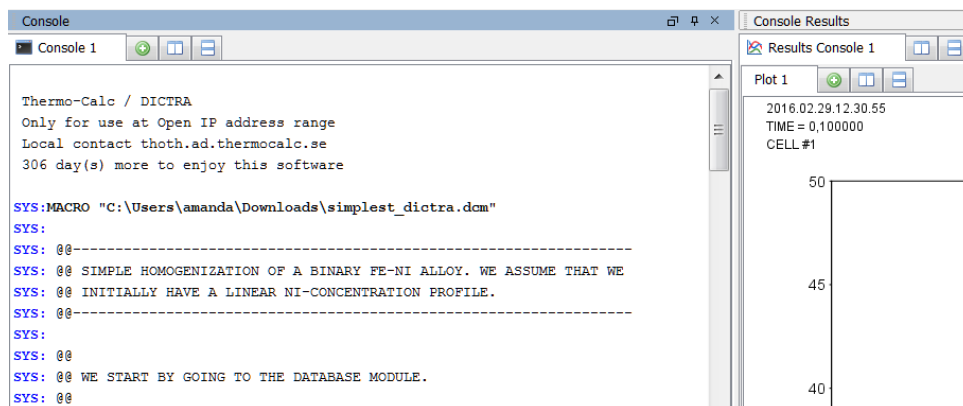 Console
Console 1
Thermo-Calc / DICTRA
Only for use at Open IP address range
Local contact thoth.ad.thermocalc.se
306 day(s) more to enjoy this software
SYS:MACRO "C:\Users\amanda\Downloads\simplest_dictra.dcm"
SYS:
SYS: @@-------------------------------------------------------------------
SYS: @@ SIMPLE HOMOGENIZATION OF A BINARY FE-NI ALLOY. WE ASSUME THAT WE
SYS: @@ INITIALLY HAVE A LINEAR NI-CONCENTRATION PROFILE.
SYS: @@-------------------------------------------------------------------
SYS:
SYS: @@
SYS: @@ WE START BY GOING TO THE DATABASE MODULE.
SYS: @@
Console Results
Results Console 1
Plot 1
2016.02.29.12.30.55
TIME = 0,100000
CELL #1
50
45
40